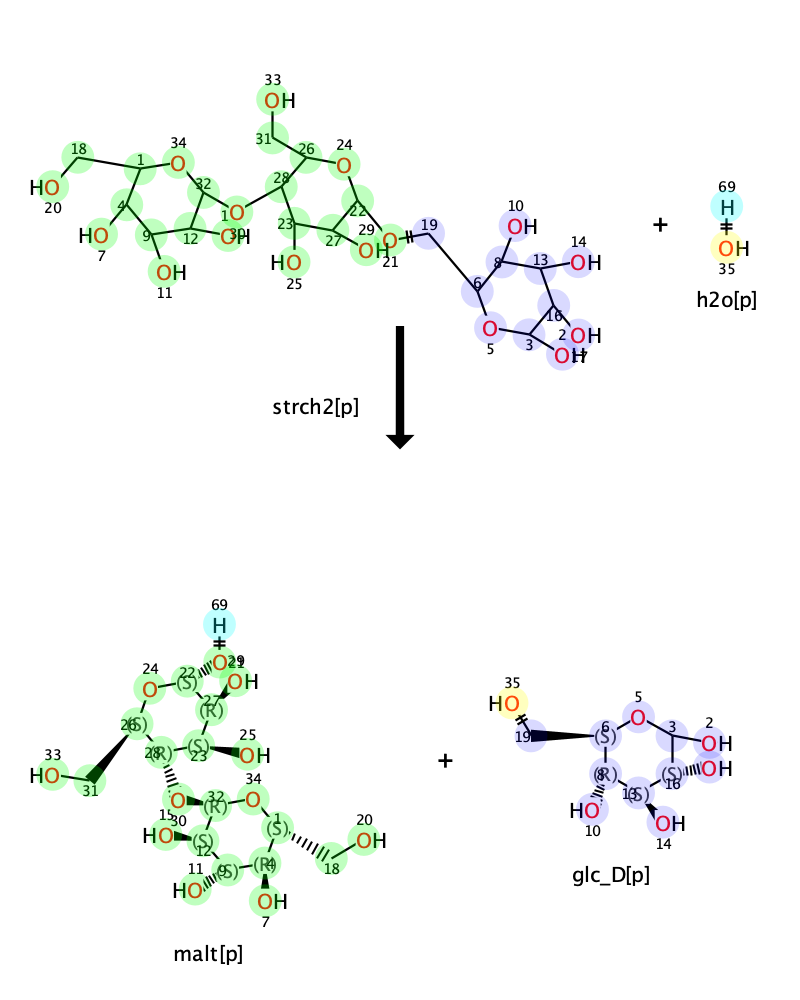 33
OH
69
H
31 26 24
34
18 1 O O
HO 32 28 22 10
20 4 O 23 29 19 OH
HO 9 12 OH 27 OH O + OH
7 OH HO 21 8 13 14 OH 35
11 25 6 16 h2o[p]
O 3 2 OH
5 OH 17
strch2[p]
69
H
24 22 O 29
O (S) OH 35
26 (S) 27 (R) 25 HO 5
28 (R) (S) OH 19 6 (S) O 3 2
33 23 34 OH
HO 31 + 8 (R) (S) OH
O 32 (R) O 1 13 (S) 16
15 30 20 HO
HO (S) (S) OH 10 OH
12 4 14
11 9 (S) (R) 18
HO OH glc_D[p]
7
malt[p]